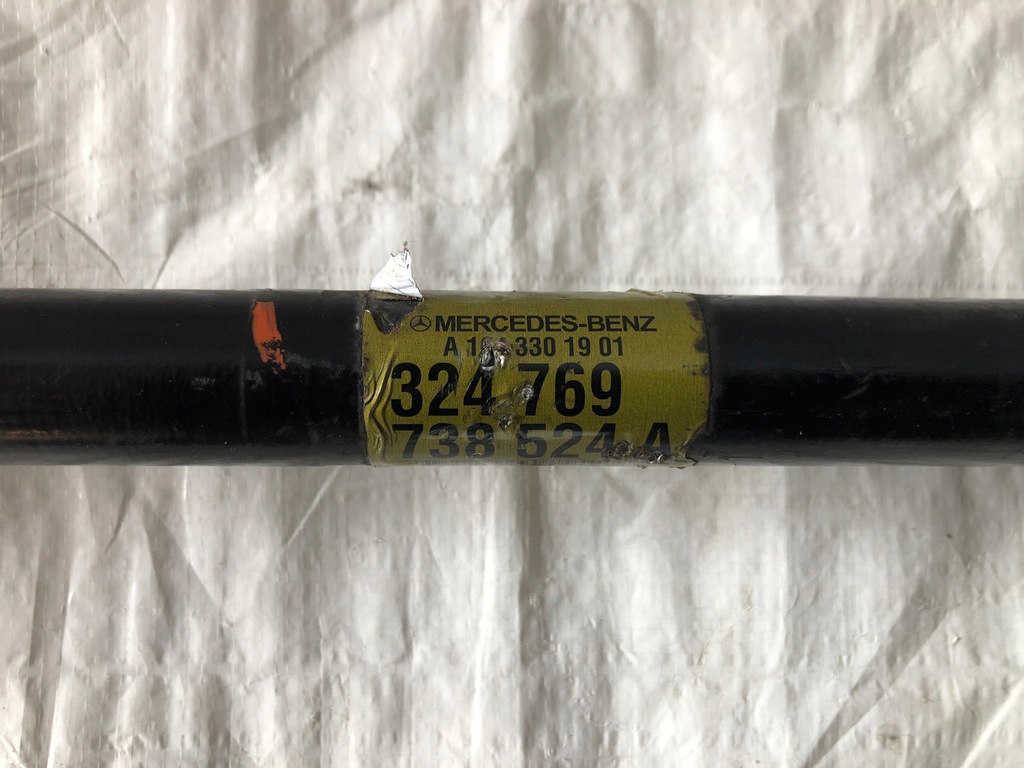 MERCEDES-BENZ
A 330 19 01
324 769
738 524 A